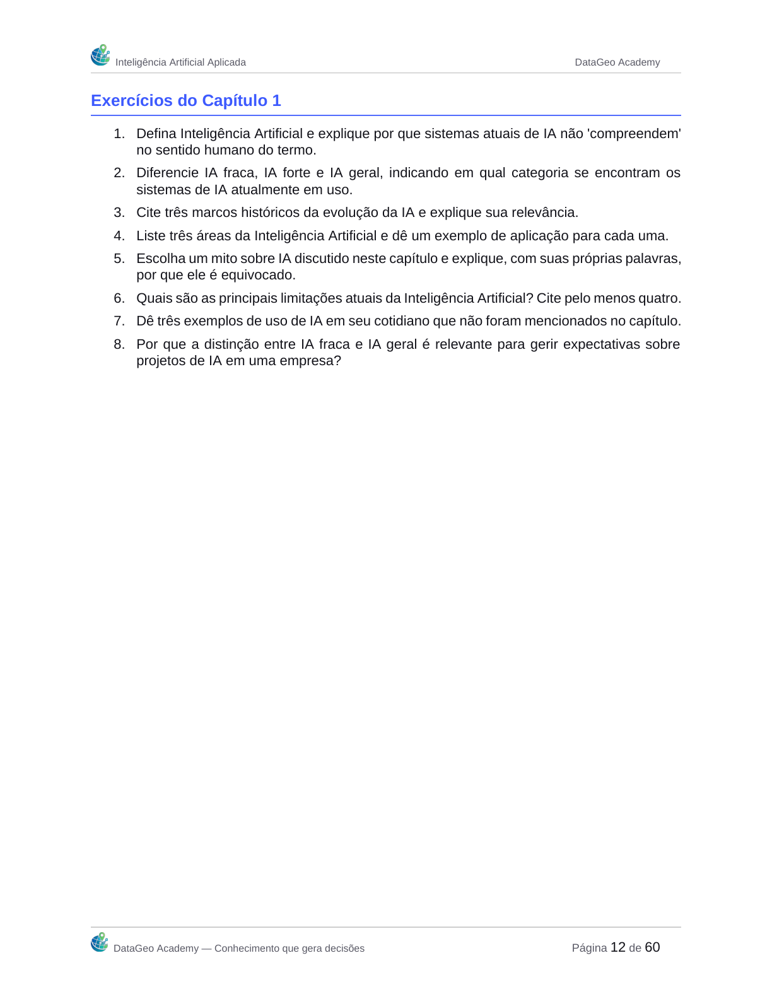 Inteligência Artificial Aplicada DataGeo Academy
Exercícios do Capítulo 1
1. Defina Inteligência Artificial e explique por que sistemas atuais de IA não 'compreendem'
no sentido humano do termo.
2. Diferencie IA fraca, IA forte e IA geral, indicando em qual categoria se encontram os
sistemas de IA atualmente em uso.
3. Cite três marcos históricos da evolução da IA e explique sua relevância.
4. Liste três áreas da Inteligência Artificial e dê um exemplo de aplicação para cada uma.
5. Escolha um mito sobre IA discutido neste capítulo e explique, com suas próprias palavras,
por que ele é equivocado.
6. Quais são as principais limitações atuais da Inteligência Artificial? Cite pelo menos quatro.
7. Dê três exemplos de uso de IA em seu cotidiano que não foram mencionados no capítulo.
8. Por que a distinção entre IA fraca e IA geral é relevante para gerir expectativas sobre
projetos de IA em uma empresa?
DataGeo Academy — Conhecimento que gera decisões Página 12 de 60